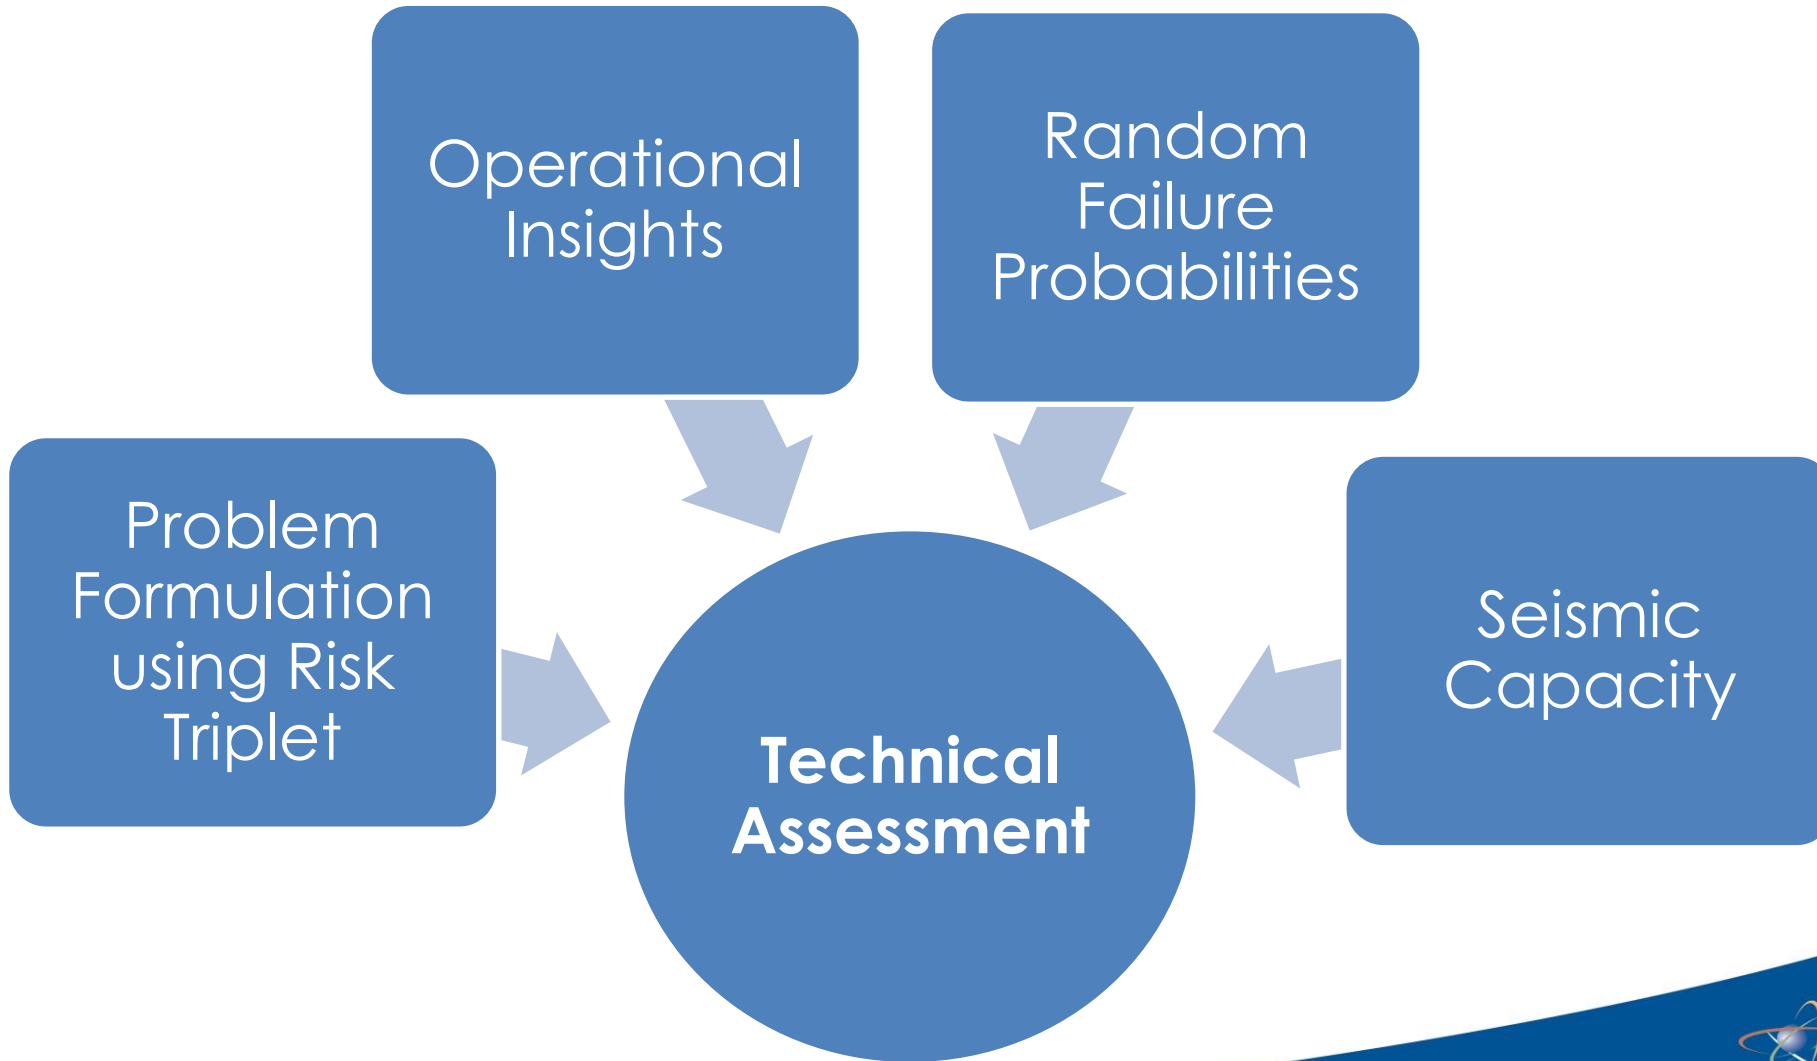 Operational
Insights
Random
Failure
Probabilities
Problem
Formulation
using Risk
Triplet
Seismic
Capacity
Technical
Assessment